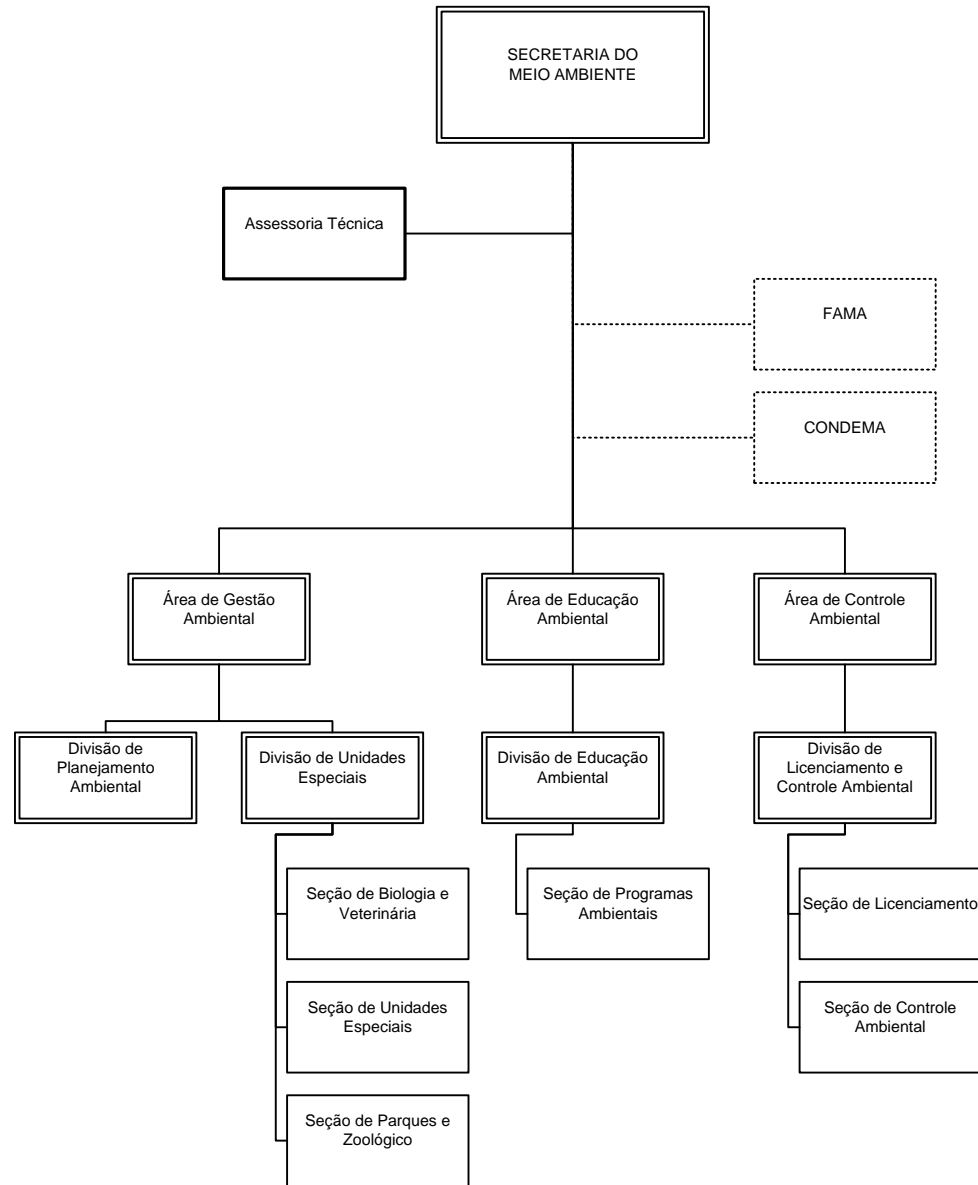 SECRETARIA DO
MEIO AMBIENTE
Assessoria Técnica
FAMA
CONDEMA
Área de Gestão
Ambiental
Área de Educação
Ambiental
Área de Controle
Ambiental
Divisão de
Planejamento
Ambiental
Divisão de Unidades
Especiais
Divisão de Educação
Ambiental
Divisão de
Licenciamento e
Controle Ambiental
Seção de Biologia e
Veterinária
Seção de Programas
Ambientais
Seção de Licenciamento
Seção de Unidades
Especiais
Seção de Controle
Ambiental
Seção de Parques e
Zoológico